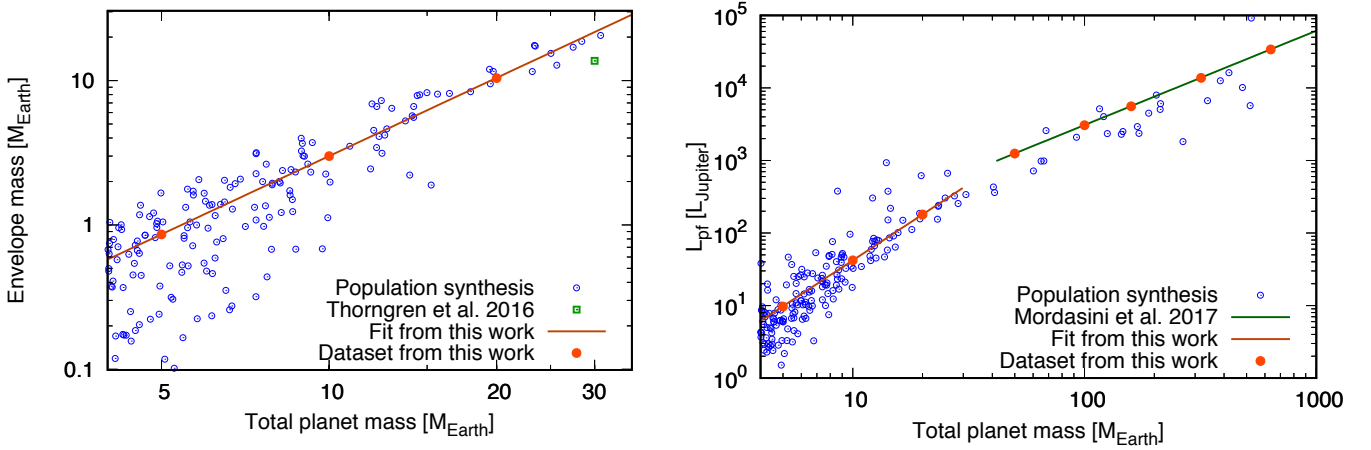 10
1
0.1
Envelope mass [M_Earth]
5
10
20
30
Total planet mass [M_Earth]
Population synthesis
Thorngren et al. 2016
Fit from this work
Dataset from this work
10^5
10^4
10^3
10^2
10^1
10^0
L_pf [L_Jupiter]
5
10
100
1000
Total planet mass [M_Earth]
Population synthesis
Mordasini et al. 2017
Fit from this work
Dataset from this work